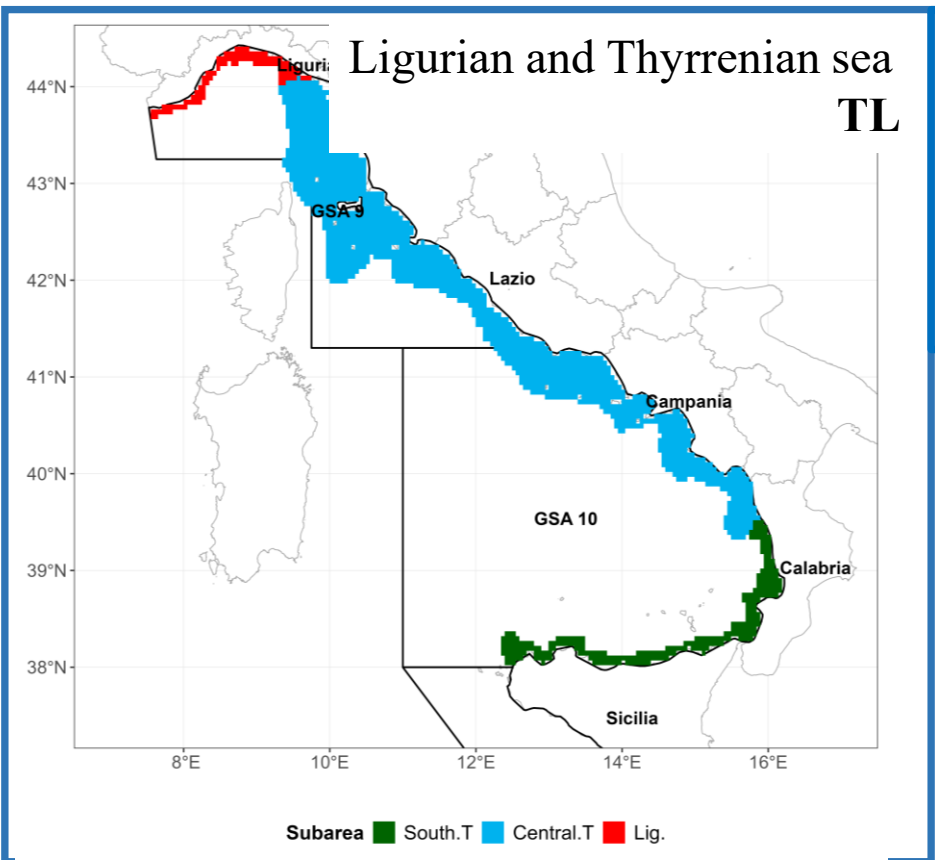 Ligurian and Thyrrenian sea
TL
Liguria
44°N
43°N
GSA 9
42°N
Lazio
41°N
Campania
40°N
GSA 10
39°N
Calabria
38°N
Sicilia
8°E 10°E 12°E 14°E 16°E
Subarea South.T Central.T Lig.